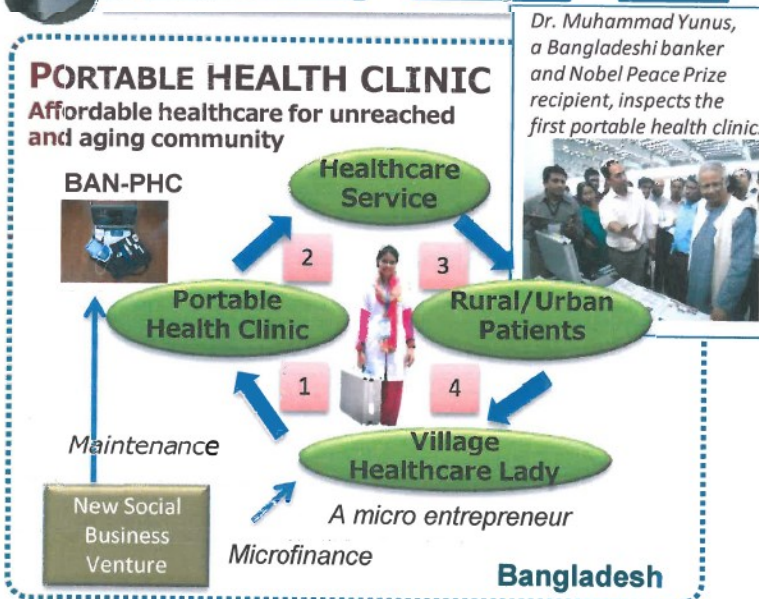 Dr. Muhammad Yunus,
a Bangladeshi banker
and Nobel Peace Prize
recipient, inspects the
first portable health clinic.
PORTABLE HEALTH CLINIC
Affordable healthcare for unreached
and aging community
BAN-PHC
Healthcare
Service
2
3
Portable
Health Clinic
Rural/Urban
Patients
1
4
Maintenance
Village
Healthcare Lady
New Social
Business
Venture
A micro entrepreneur
Microfinance
Bangladesh